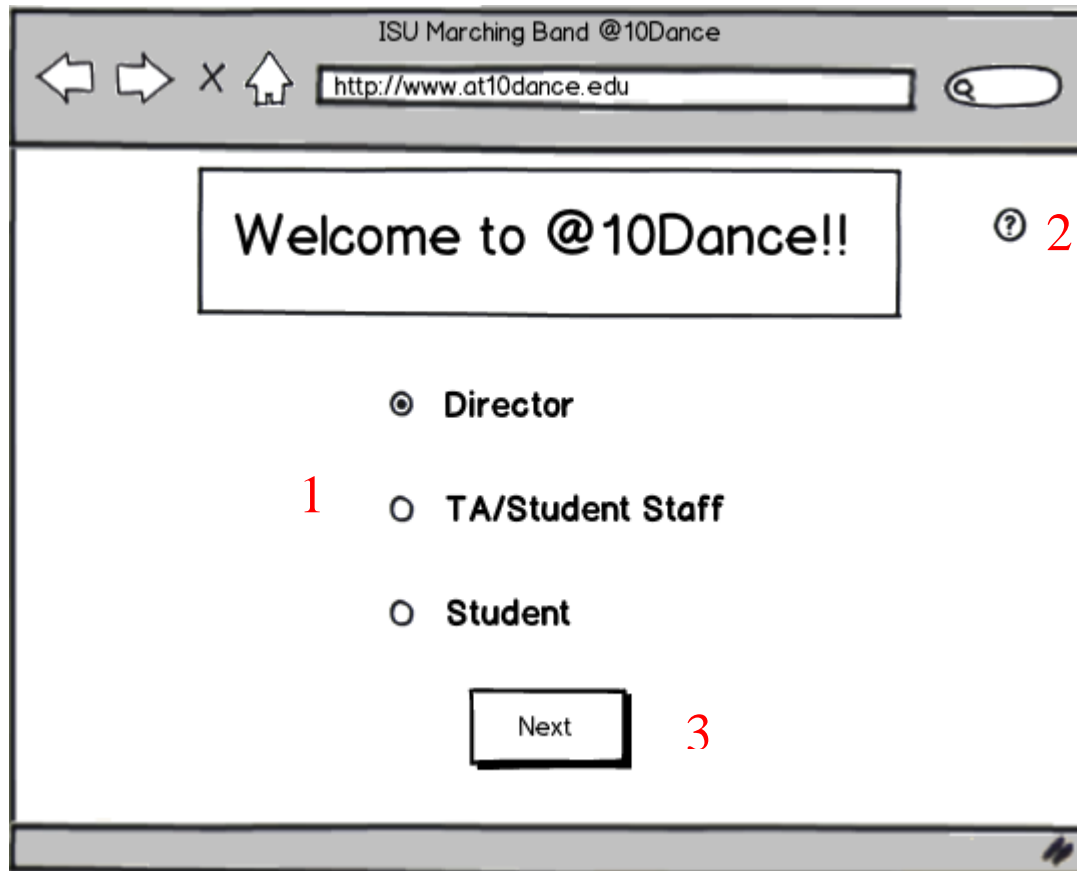 ISU Marching Band @10Dance
http://www.at10dance.edu
Welcome to @10Dance!!
? 2
Director
1
TA/Student Staff
Student
Next
3